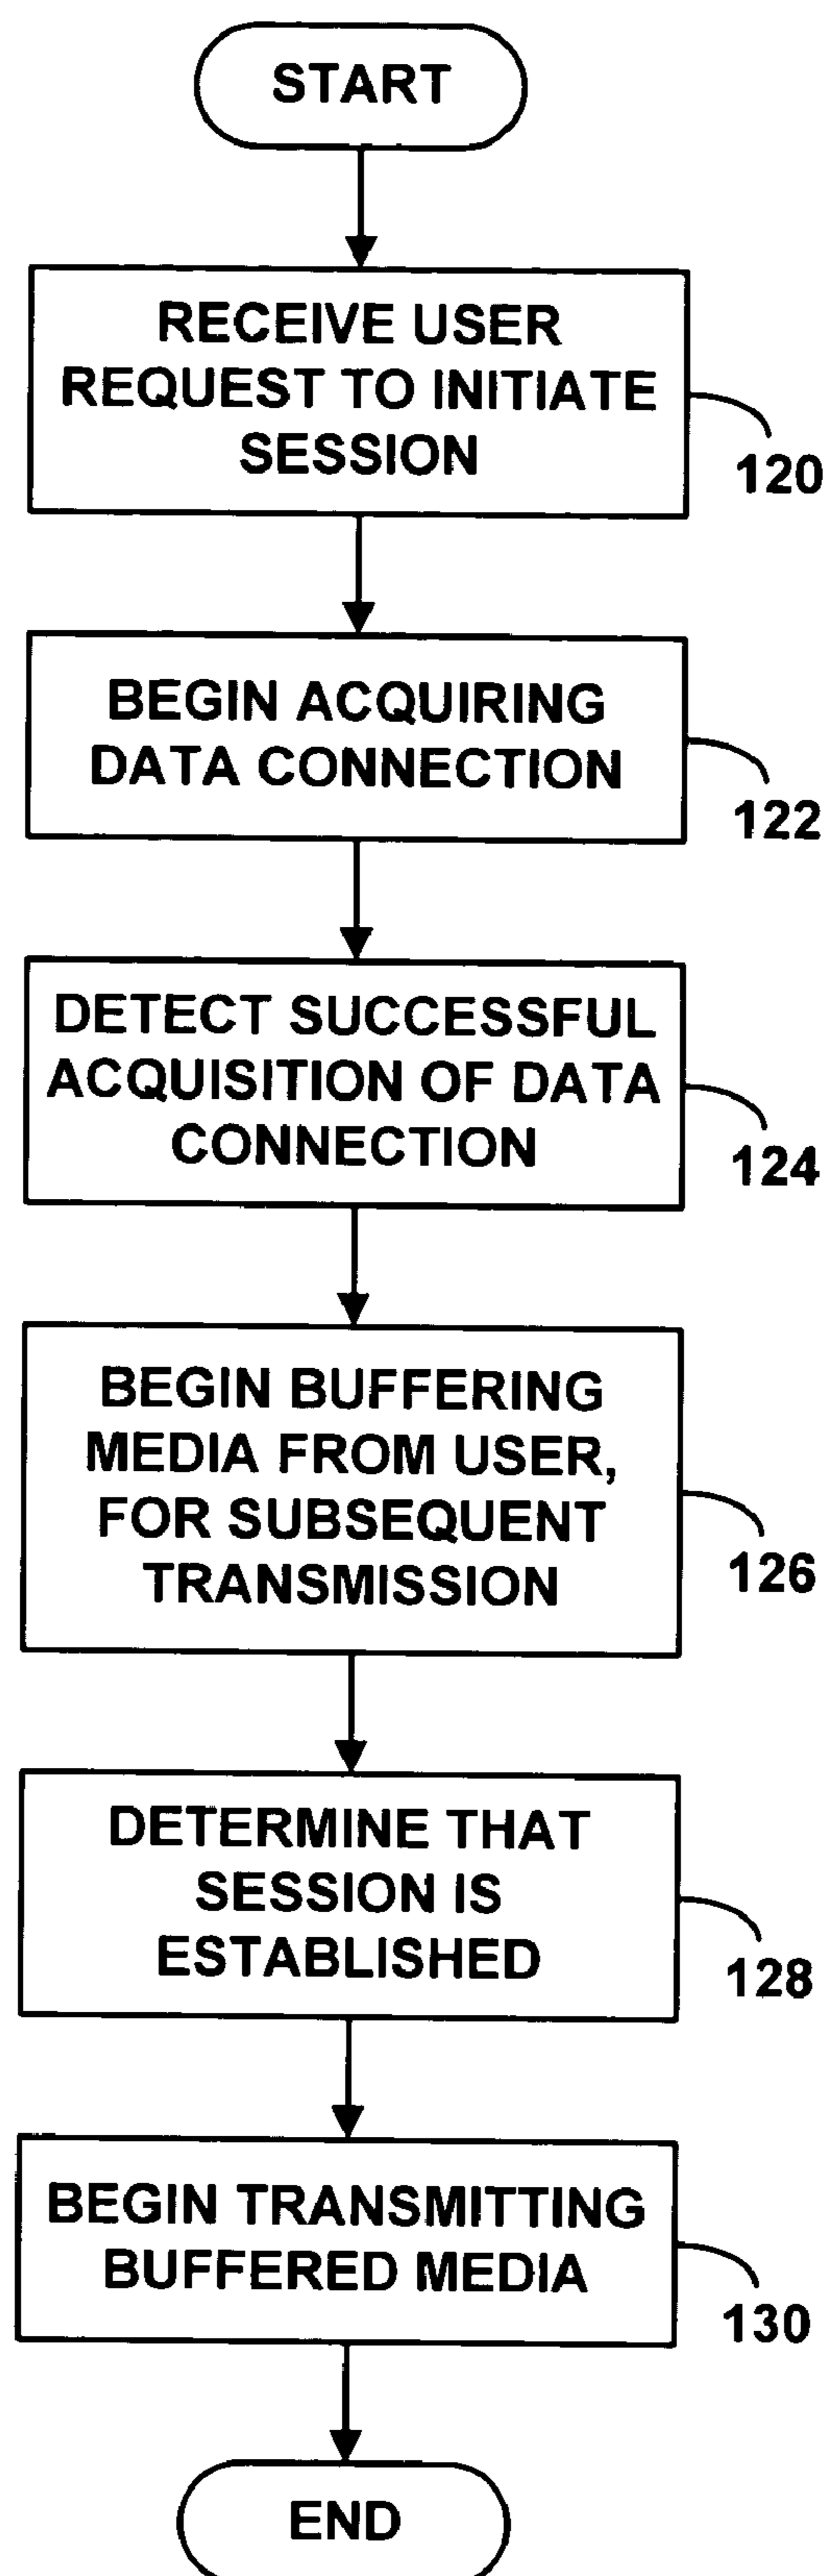 START
RECEIVE USER
REQUEST TO INITIATE
SESSION
120
BEGIN ACQUIRING
DATA CONNECTION
122
DETECT SUCCESSFUL
ACQUISITION OF DATA
CONNECTION
124
BEGIN BUFFERING
MEDIA FROM USER,
FOR SUBSEQUENT
TRANSMISSION
126
DETERMINE THAT
SESSION IS
ESTABLISHED
128
BEGIN TRANSMITTING
BUFFERED MEDIA
130
END